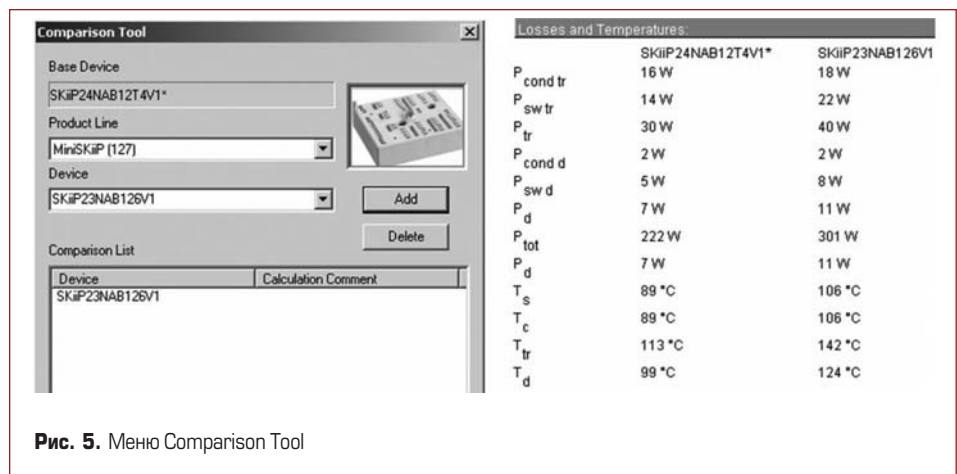 Comparison Tool
Base Device
SKiiP24NAB12T4V1*
Product Line
MiniSKiiP (127)
Device
SKiiP23NAB126V1
Add
Delete
Comparison List
Device Calculation Comment
SKiiP23NAB126V1
Losses and Temperatures:
SKiiP24NAB12T4V1* SKiiP23NAB126V1
P cond tr 16 W 18 W
P sw tr 14 W 22 W
P tr 30 W 40 W
P cond d 2 W 2 W
P sw d 5 W 8 W
P d 7 W 11 W
P tot 222 W 301 W
P d 7 W 11 W
T s 89 °C 106 °C
T c 89 °C 106 °C
T tr 113 °C 142 °C
T d 99 °C 124 °C
Рис. 5. Меню Comparison Tool